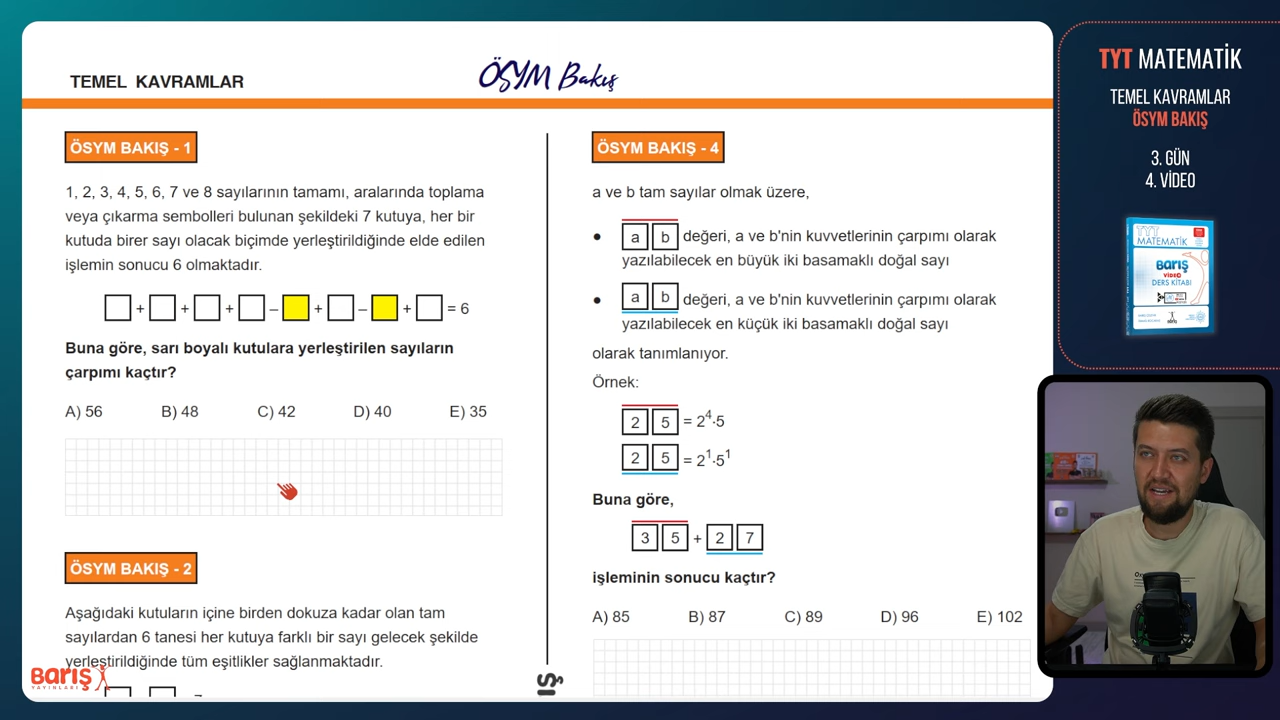 TEMEL KAVRAMLAR
ÖSYM Bakış
ÖSYM BAKIŞ - 1
1, 2, 3, 4, 5, 6, 7 ve 8 sayılarının tamamı, aralarında toplama
veya çıkarma sembolleri bulunan şekildeki 7 kutuya, her bir
kutuda birer sayı olacak biçimde yerleştirildiğinde elde edilen
işlemin sonucu 6 olmaktadır.
+ + + – + – + = 6
Buna göre, sarı boyalı kutulara yerleştirilen sayıların
çarpımı kaçtır?
A) 56 B) 48 C) 42 D) 40 E) 35
ÖSYM BAKIŞ - 2
Aşağıdaki kutuların içine birden dokuza kadar olan tam
sayılardan 6 tanesi her kutuya farklı bir sayı gelecek şekilde
yerleştirildiğinde tüm eşitlikler sağlanmaktadır.
BARIŞ
YAYINLARI
ÖSYM BAKIŞ - 4
a ve b tam sayılar olmak üzere,
• a b değeri, a ve b'nin kuvvetlerinin çarpımı olarak
yazılabilecek en büyük iki basamaklı doğal sayı
• a b değeri, a ve b'nin kuvvetlerinin çarpımı olarak
yazılabilecek en küçük iki basamaklı doğal sayı
olarak tanımlanıyor.
Örnek:
2 5 = 2⁴·5
2 5 = 2¹·5¹
Buna göre,
3 5 + 2 7
işleminin sonucu kaçtır?
A) 85 B) 87 C) 89 D) 96 E) 102
TYT MATEMATİK
TEMEL KAVRAMLAR
ÖSYM BAKIŞ
3. GÜN
4. VİDEO
TYT
MATEMATİK
BARIŞ
VİDEO
DERS KİTABI